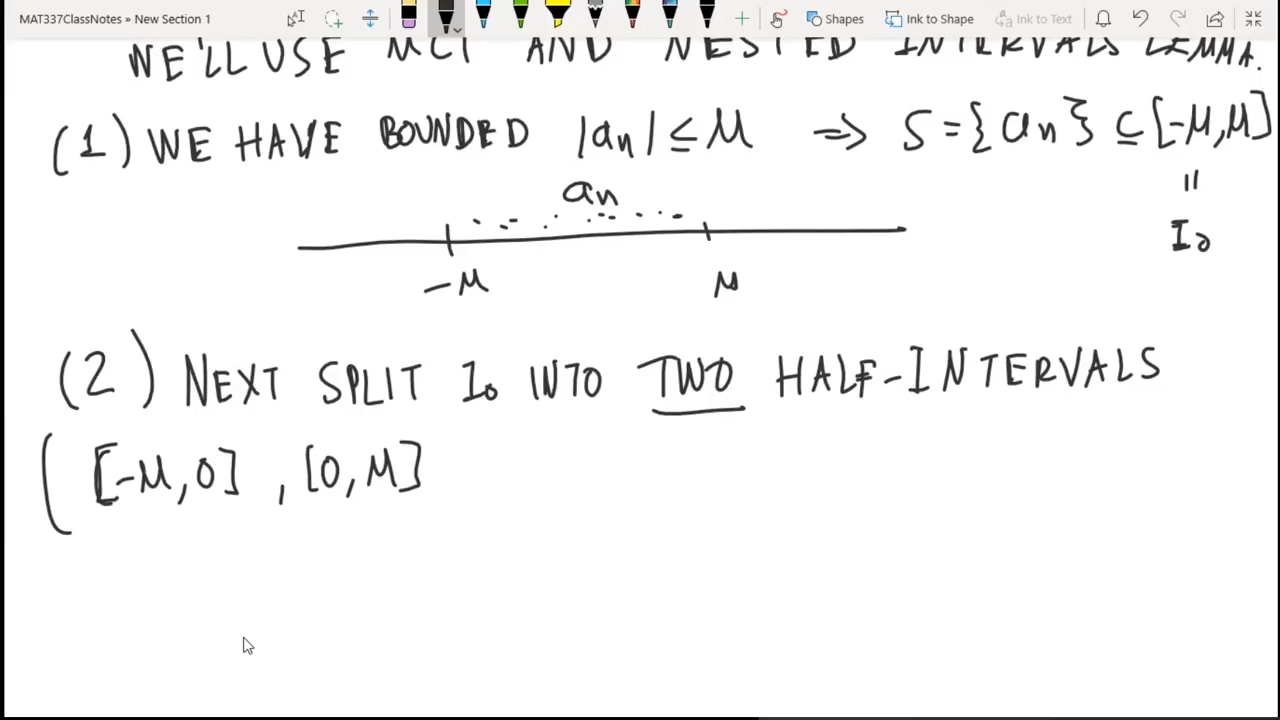 MAT337ClassNotes » New Section 1
Shapes
Ink to Shape
Ink to Text
WE'LL USE MCT AND NESTED INTERVALS LEMMA.
(1) WE HAVE BOUNDED |an| ≤ M ⇒ S = {an} ⊆ [-M, M]
an
=
I0
-M M
(2) NEXT SPLIT I0 INTO TWO HALF-INTERVALS
( [-M, 0] , [0, M]